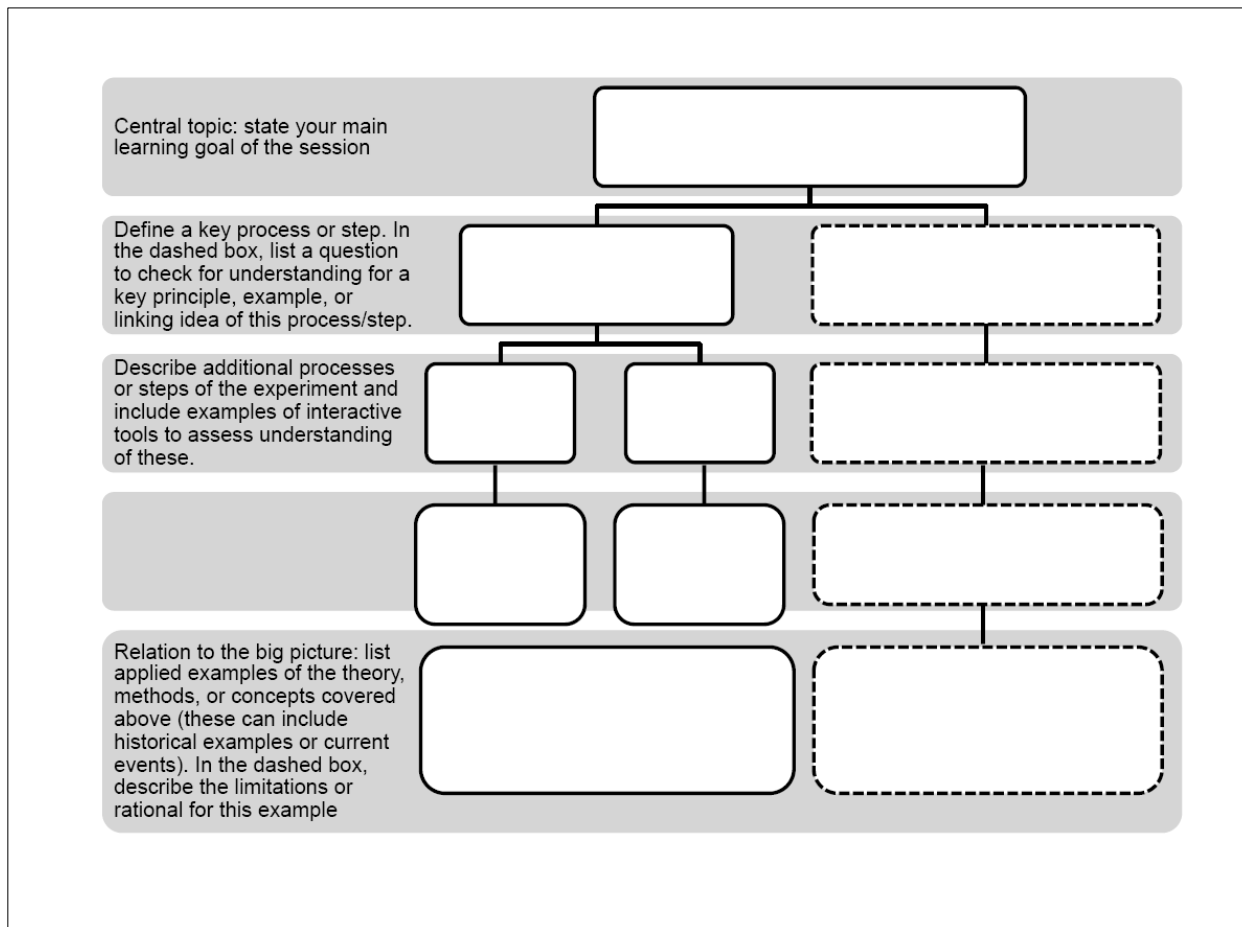 Central topic: state your main
learning goal of the session
Define a key process or step. In
the dashed box, list a question
to check for understanding for a
key principle, example, or
linking idea of this process/step.
Describe additional processes
or steps of the experiment and
include examples of interactive
tools to assess understanding
of these.
Relation to the big picture: list
applied examples of the theory,
methods, or concepts covered
above (these can include
historical examples or current
events). In the dashed box,
describe the limitations or
rational for this example